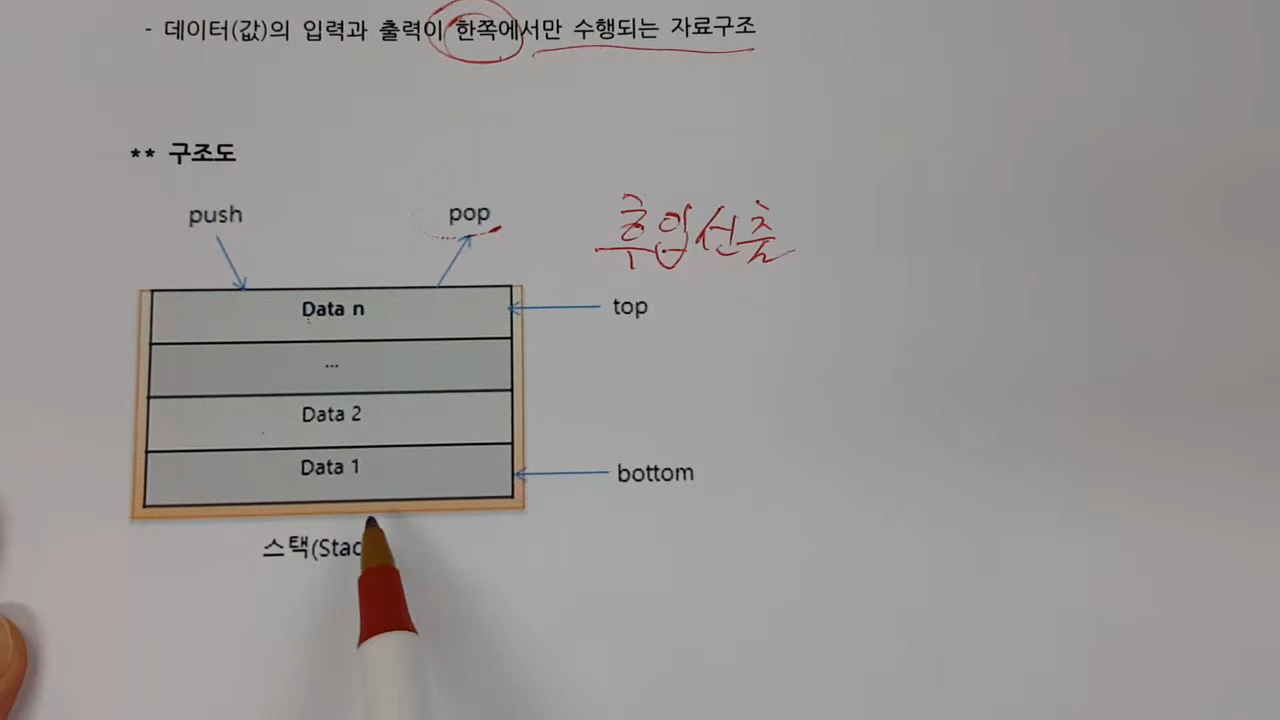 - 데이터(값)의 입력과 출력이 한쪽에서만 수행되는 자료구조
** 구조도
push
pop
후입선출
Data n
top
...
Data 2
Data 1
bottom
스택(Stac